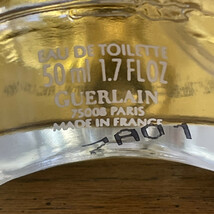 EAU DE TOILETTE
50 ml 1.7 FL OZ
GUERLAIN
75008 PARIS
MADE IN FRANCE
2A01